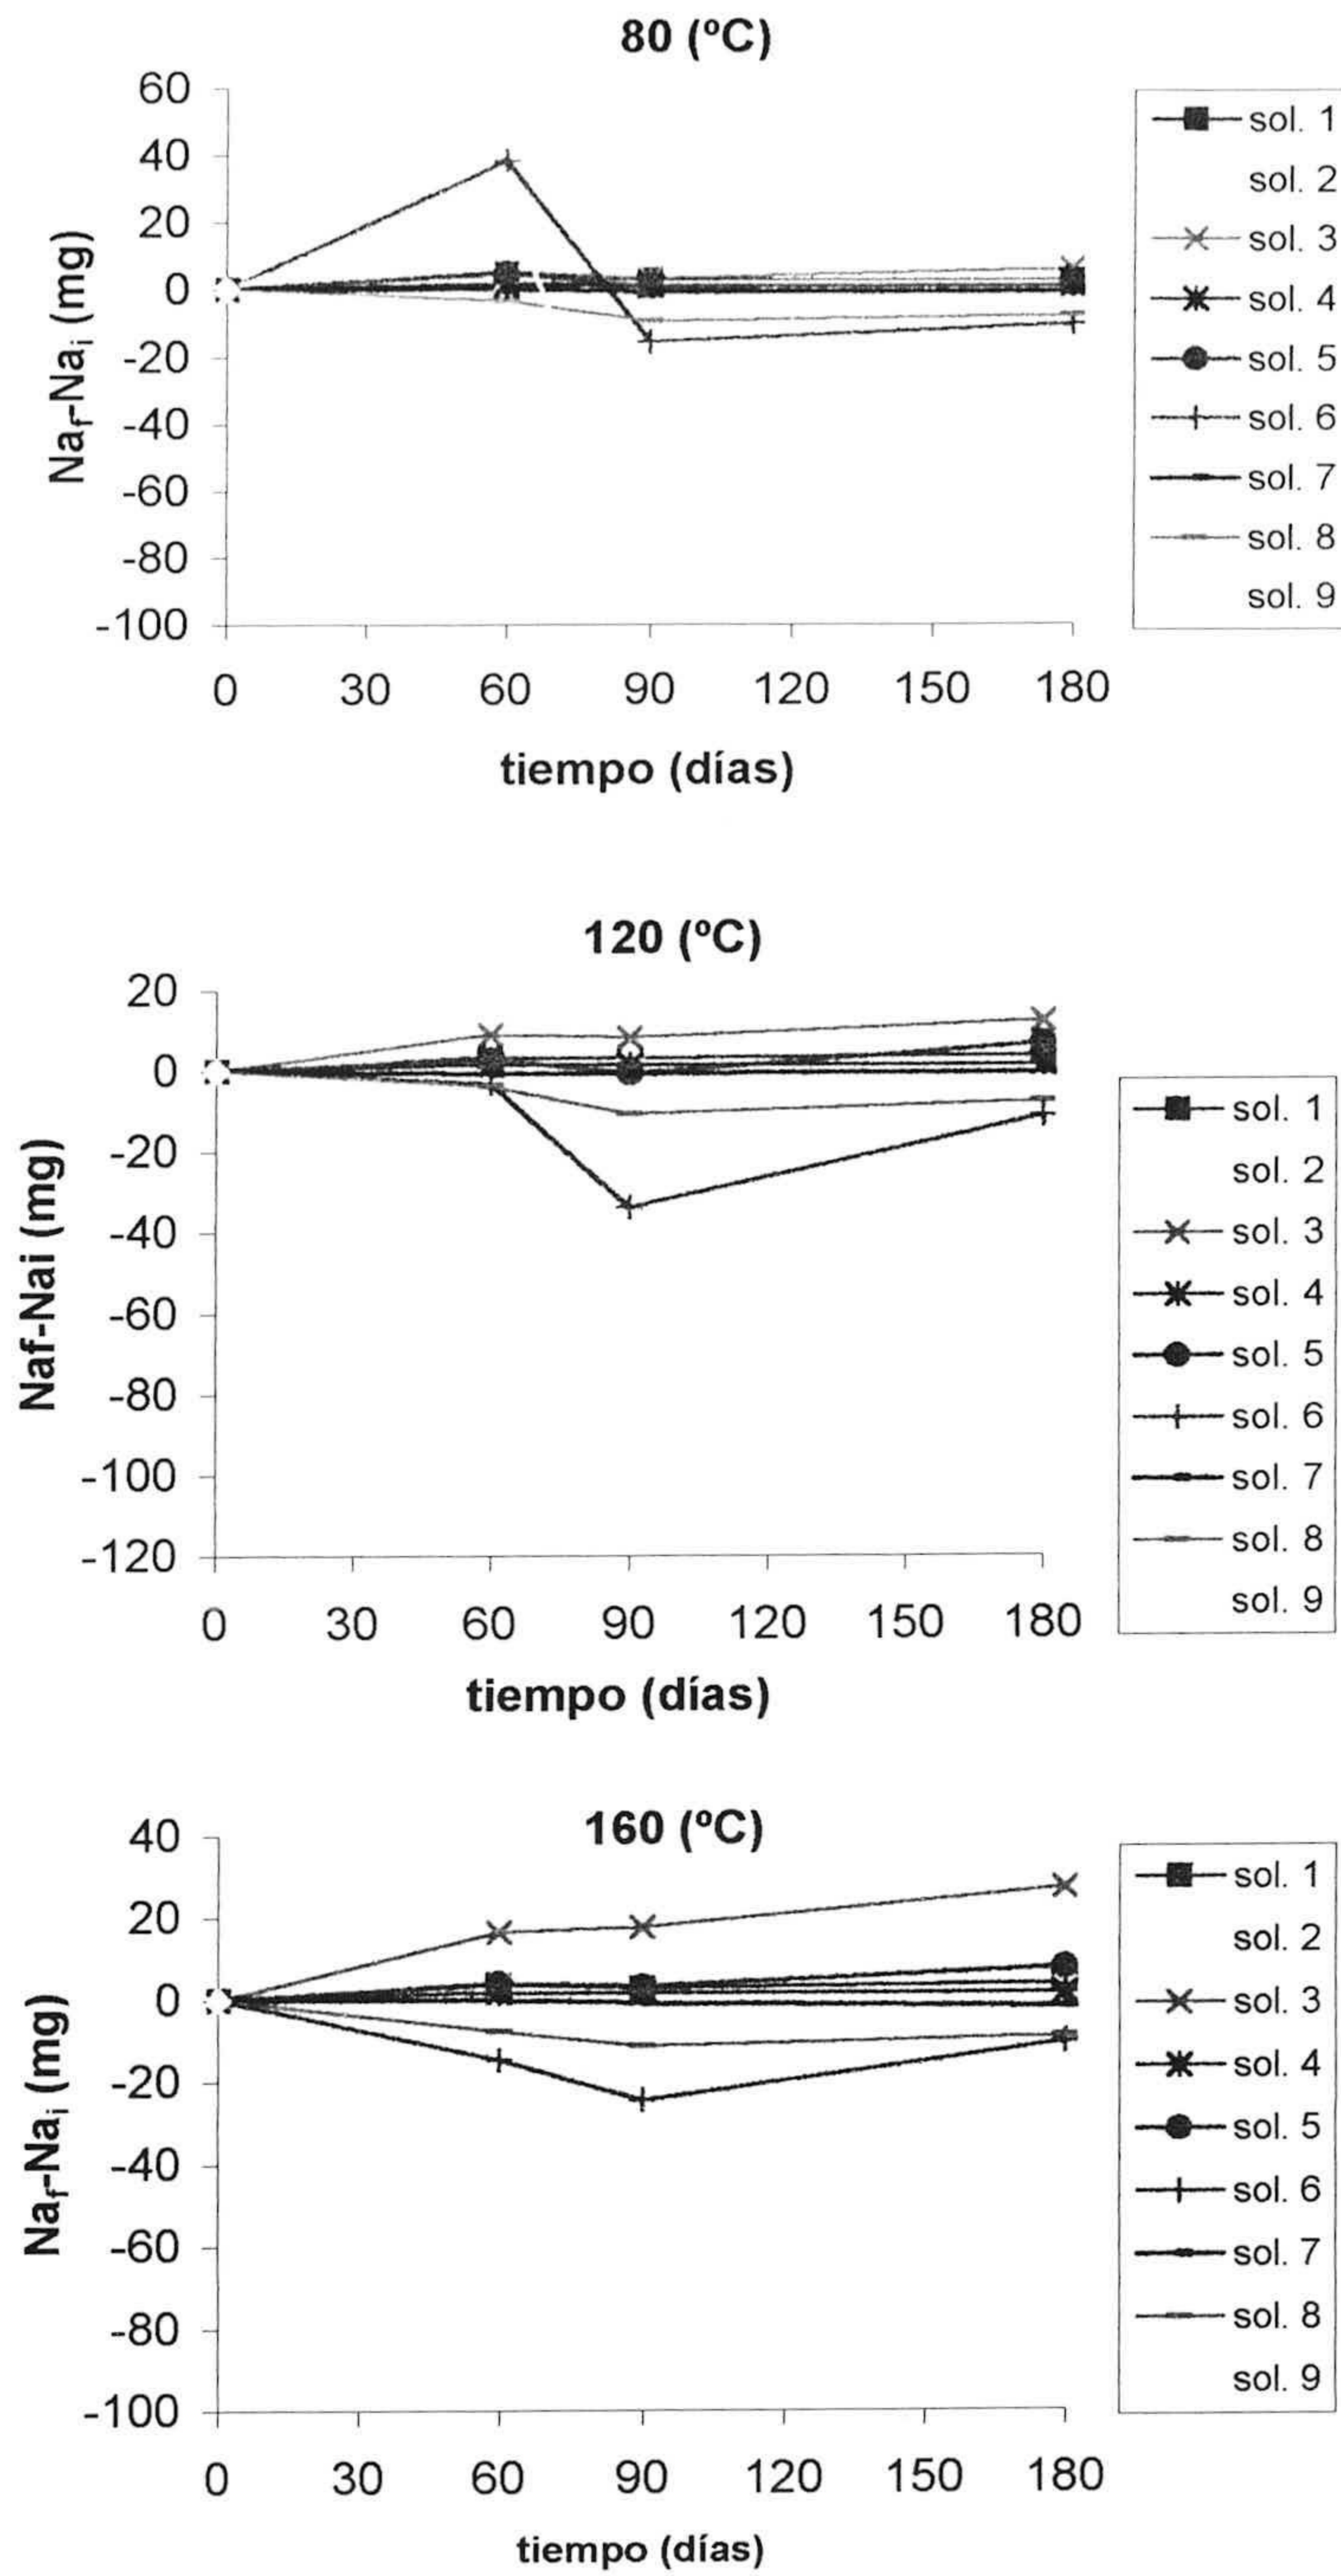 80 (ºC)
60
40
20
0
-20
-40
-60
-80
-100
Naf-Nai (mg)
0 30 60 90 120 150 180
tiempo (días)
sol. 1
sol. 2
sol. 3
sol. 4
sol. 5
sol. 6
sol. 7
sol. 8
sol. 9
120 (ºC)
20
0
-20
-40
-60
-80
-100
-120
Naf-Nai (mg)
0 30 60 90 120 150 180
tiempo (días)
sol. 1
sol. 2
sol. 3
sol. 4
sol. 5
sol. 6
sol. 7
sol. 8
sol. 9
160 (ºC)
40
20
0
-20
-40
-60
-80
-100
Naf-Nai (mg)
0 30 60 90 120 150 180
tiempo (días)
sol. 1
sol. 2
sol. 3
sol. 4
sol. 5
sol. 6
sol. 7
sol. 8
sol. 9